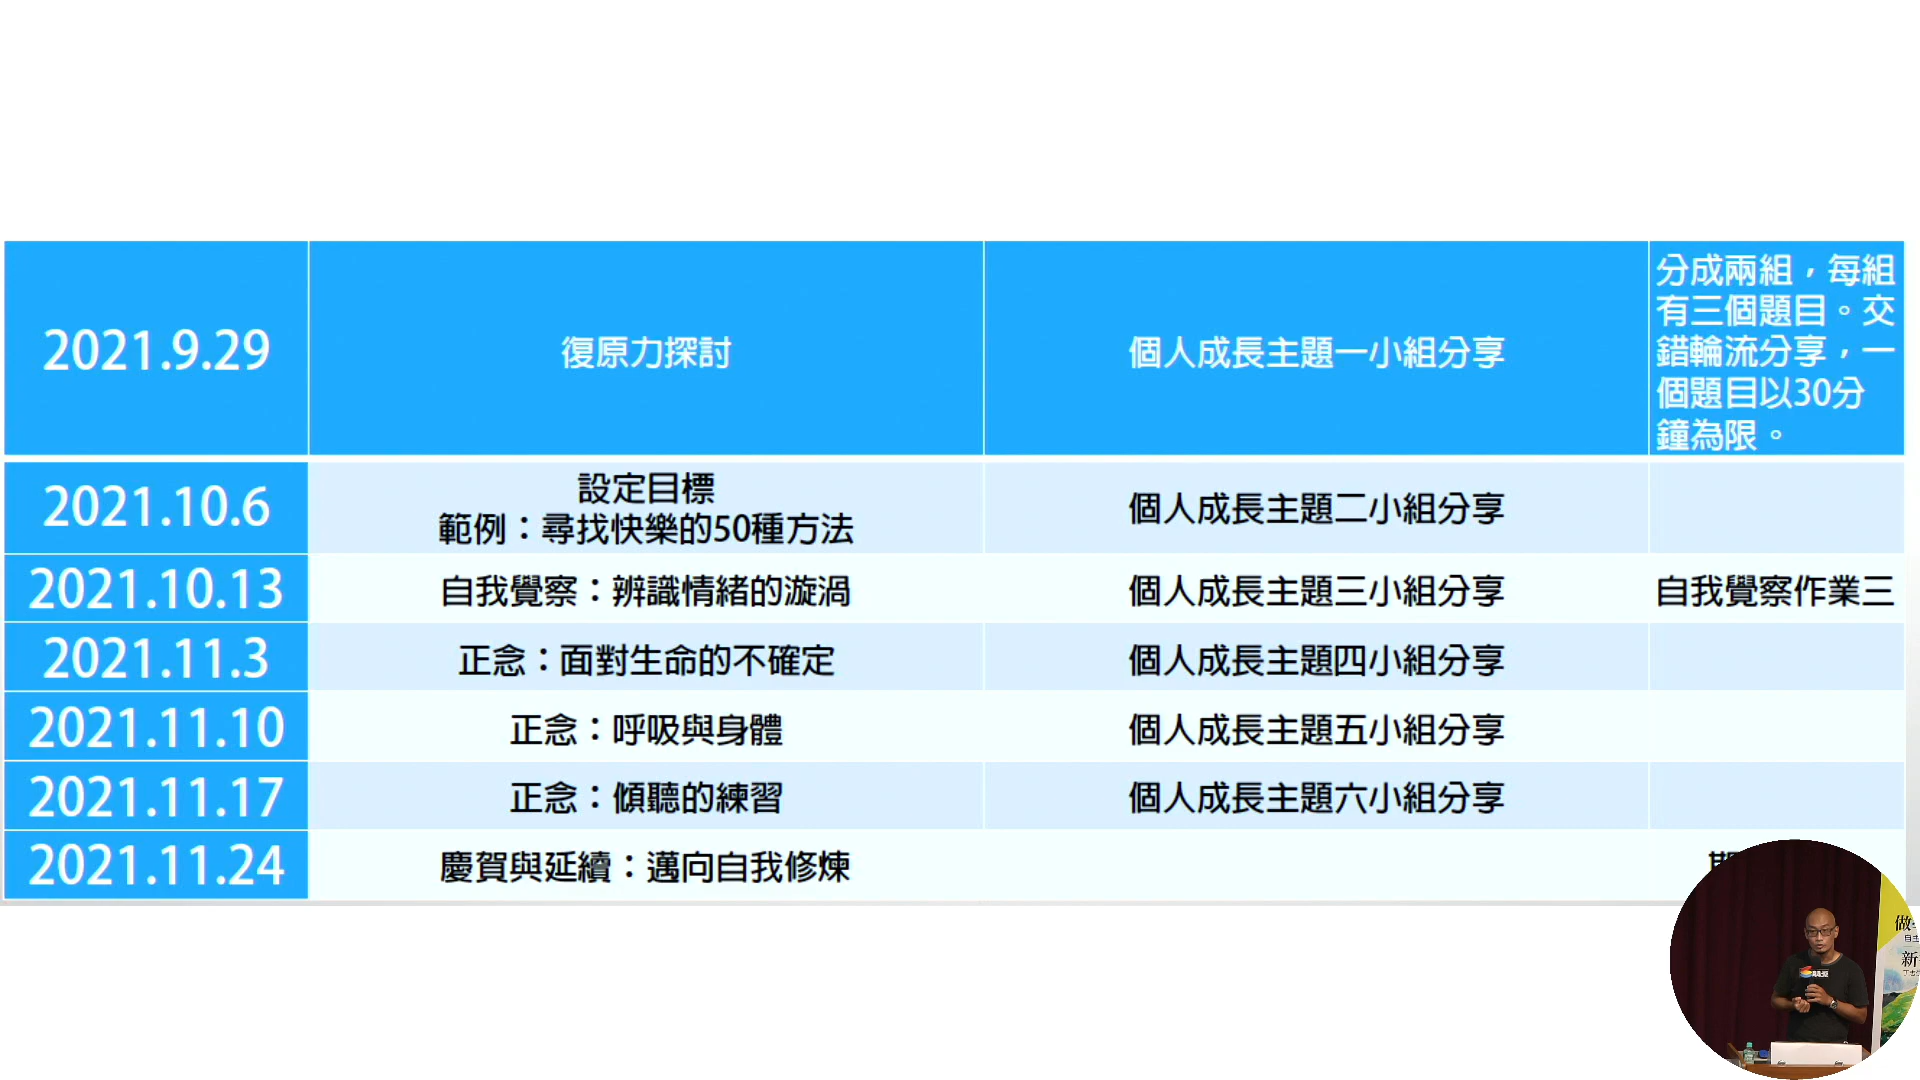 2021.9.29
復原力探討
個人成長主題一小組分享
分成兩組，每組
有三個題目。交
錯輪流分享，一
個題目以30分
鐘為限。
2021.10.6
設定目標
範例：尋找快樂的50種方法
個人成長主題二小組分享
2021.10.13
自我覺察：辨識情緒的漩渦
個人成長主題三小組分享
自我覺察作業三
2021.11.3
正念：面對生命的不確定
個人成長主題四小組分享
2021.11.10
正念：呼吸與身體
個人成長主題五小組分享
2021.11.17
正念：傾聽的練習
個人成長主題六小組分享
2021.11.24
慶賀與延續：邁向自我修煉
做
自主
新